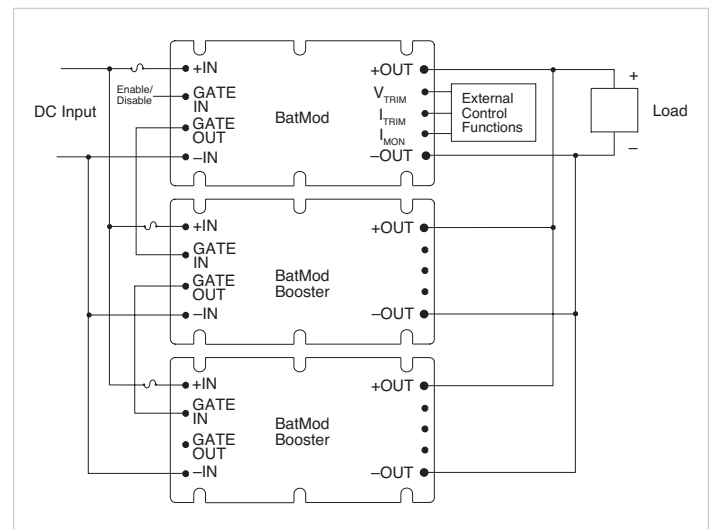 DC Input
Enable/
Disable
+IN
GATE
IN
GATE
OUT
–IN
BatMod
+OUT
VTRIM
ITRIM
IMON
–OUT
External
Control
Functions
+
Load
–
+IN
GATE
IN
GATE
OUT
–IN
BatMod
Booster
+OUT
–OUT
+IN
GATE
IN
GATE
OUT
–IN
BatMod
Booster
+OUT
–OUT